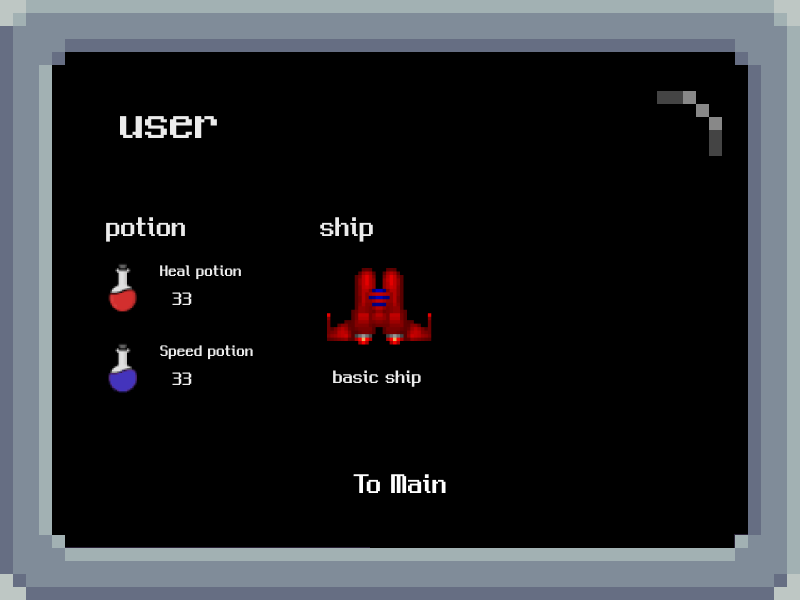 user
potion
ship
Heal potion
33
Speed potion
33
basic ship
To Main